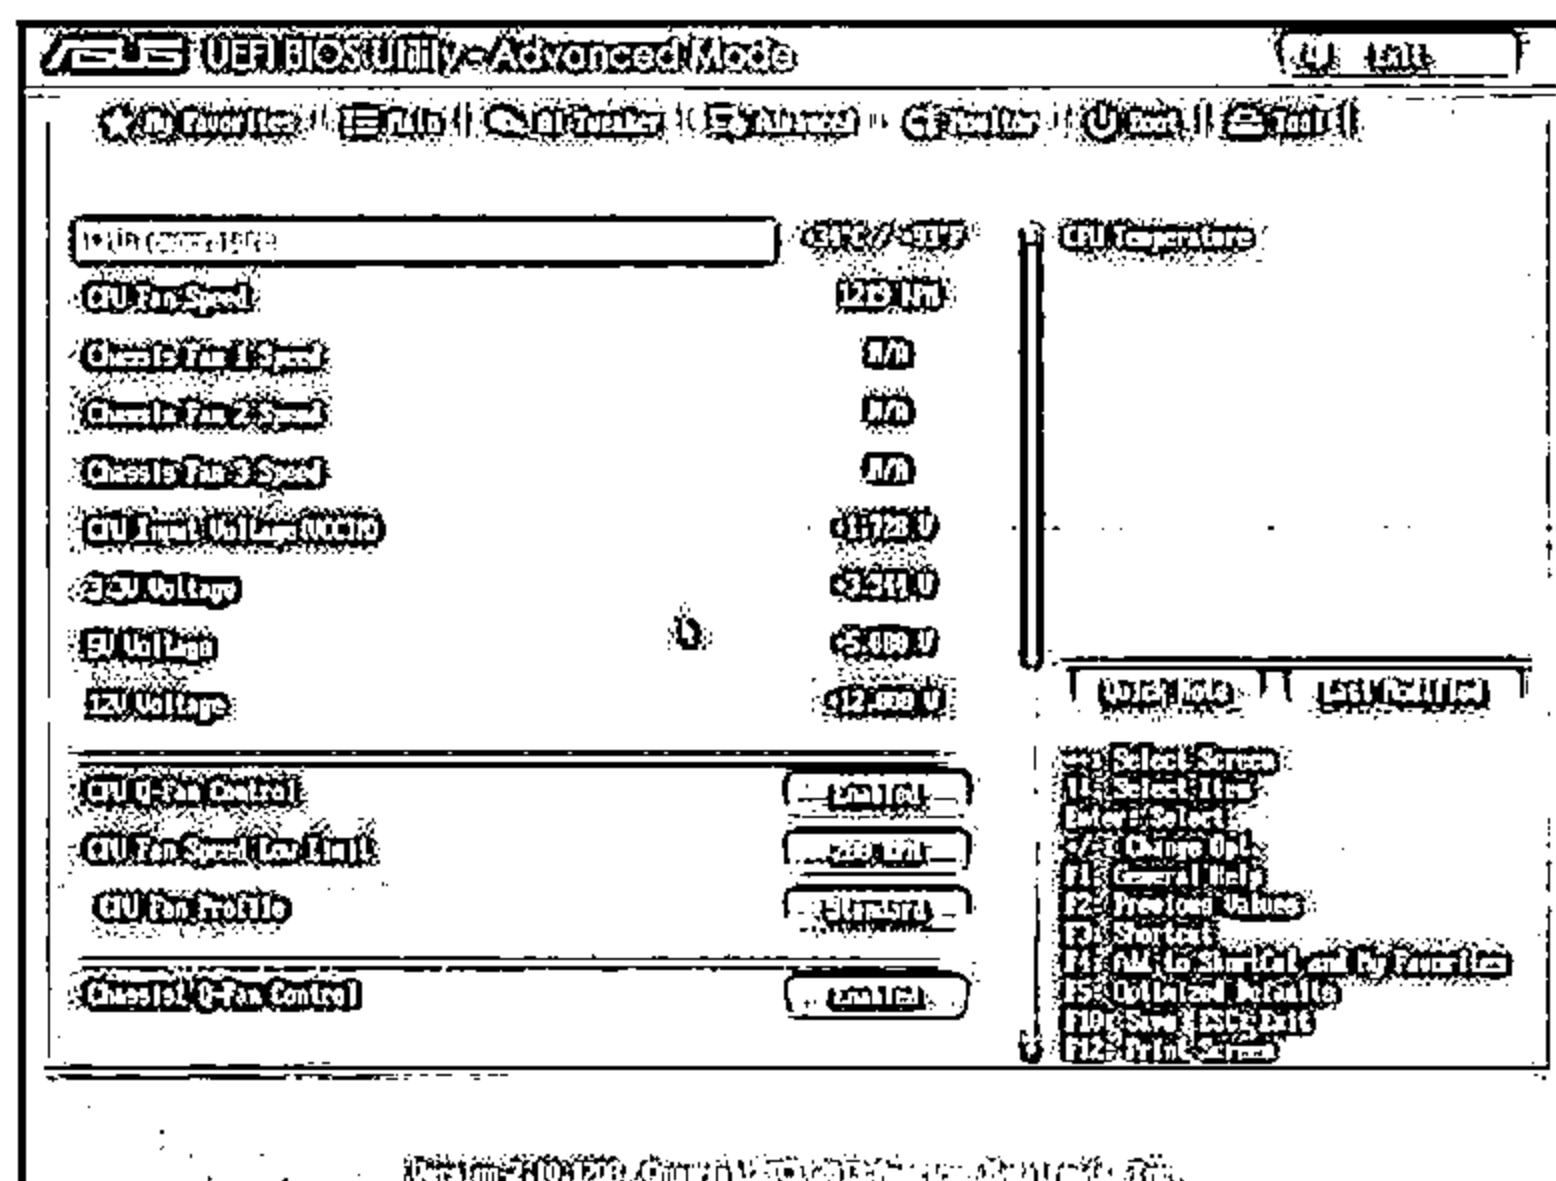 ASUS UEFI BIOS Utility - Advanced Mode
Exit
My Favorites Main Ai Tweaker Advanced Monitor Boot Tool
CPU Temperature
CPU Fan Speed
Chassis Fan 1 Speed N/A
Chassis Fan 2 Speed N/A
Chassis Fan 3 Speed N/A
CPU Input Voltage(VCCIN) +1.728 V
3.3V Voltage
5V Voltage
12V Voltage
Quick Note Last Modified
CPU Q-Fan Control Enabled
CPU Fan Speed Low Limit
CPU Fan Profile Standard
Chassis1 Q-Fan Control Enabled
Select Screen
Select Item
Enter: Select
+/-: Change Opt.
F1: General Help
F2: Previous Values
F3: Shortcut
F4: Add to Shortcut and My Favorites
F5: Optimized Defaults
F10: Save ESC: Exit
F12: Print Screen